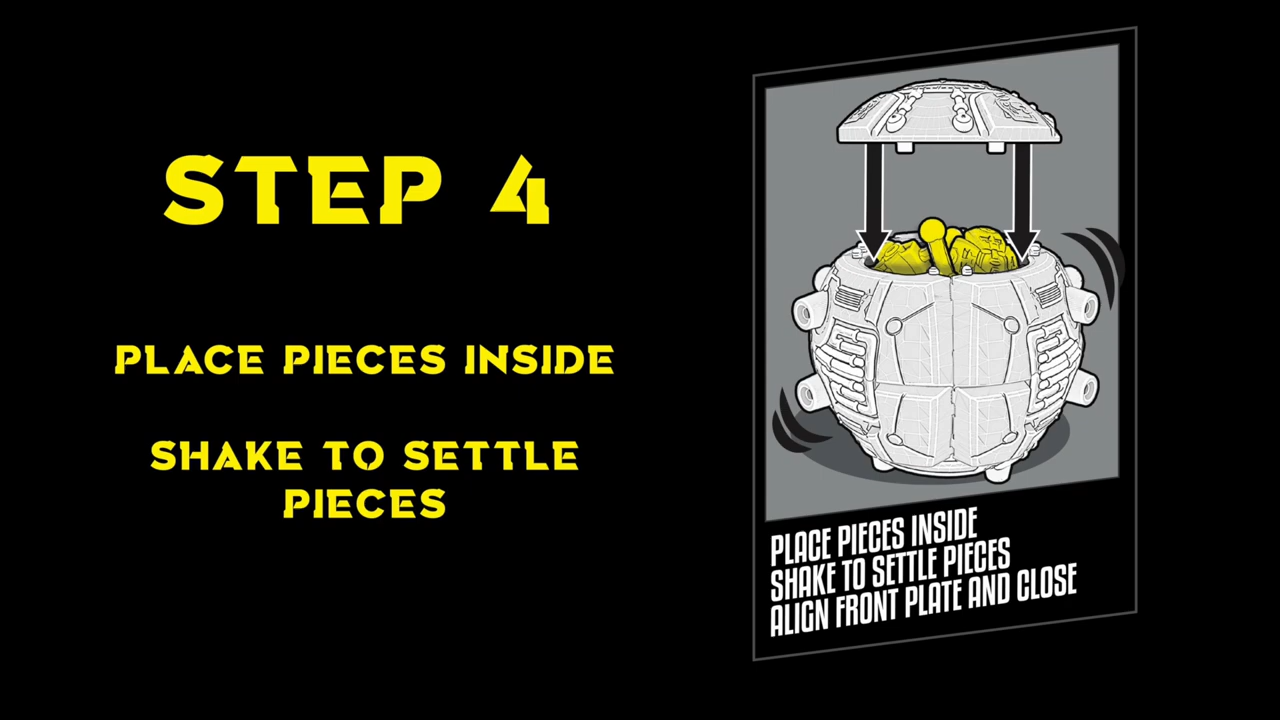 STEP 4
PLACE PIECES INSIDE
SHAKE TO SETTLE
PIECES
PLACE PIECES INSIDE
SHAKE TO SETTLE PIECES
ALIGN FRONT PLATE AND CLOSE